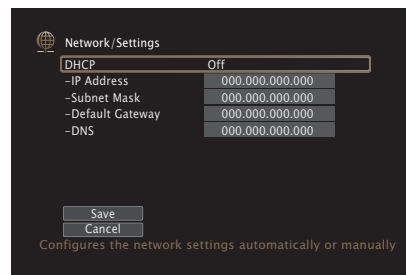 Network/Settings
DHCP Off
-IP Address 000.000.000.000
-Subnet Mask 000.000.000.000
-Default Gateway 000.000.000.000
-DNS 000.000.000.000
Save
Cancel
Configures the network settings automatically or manually